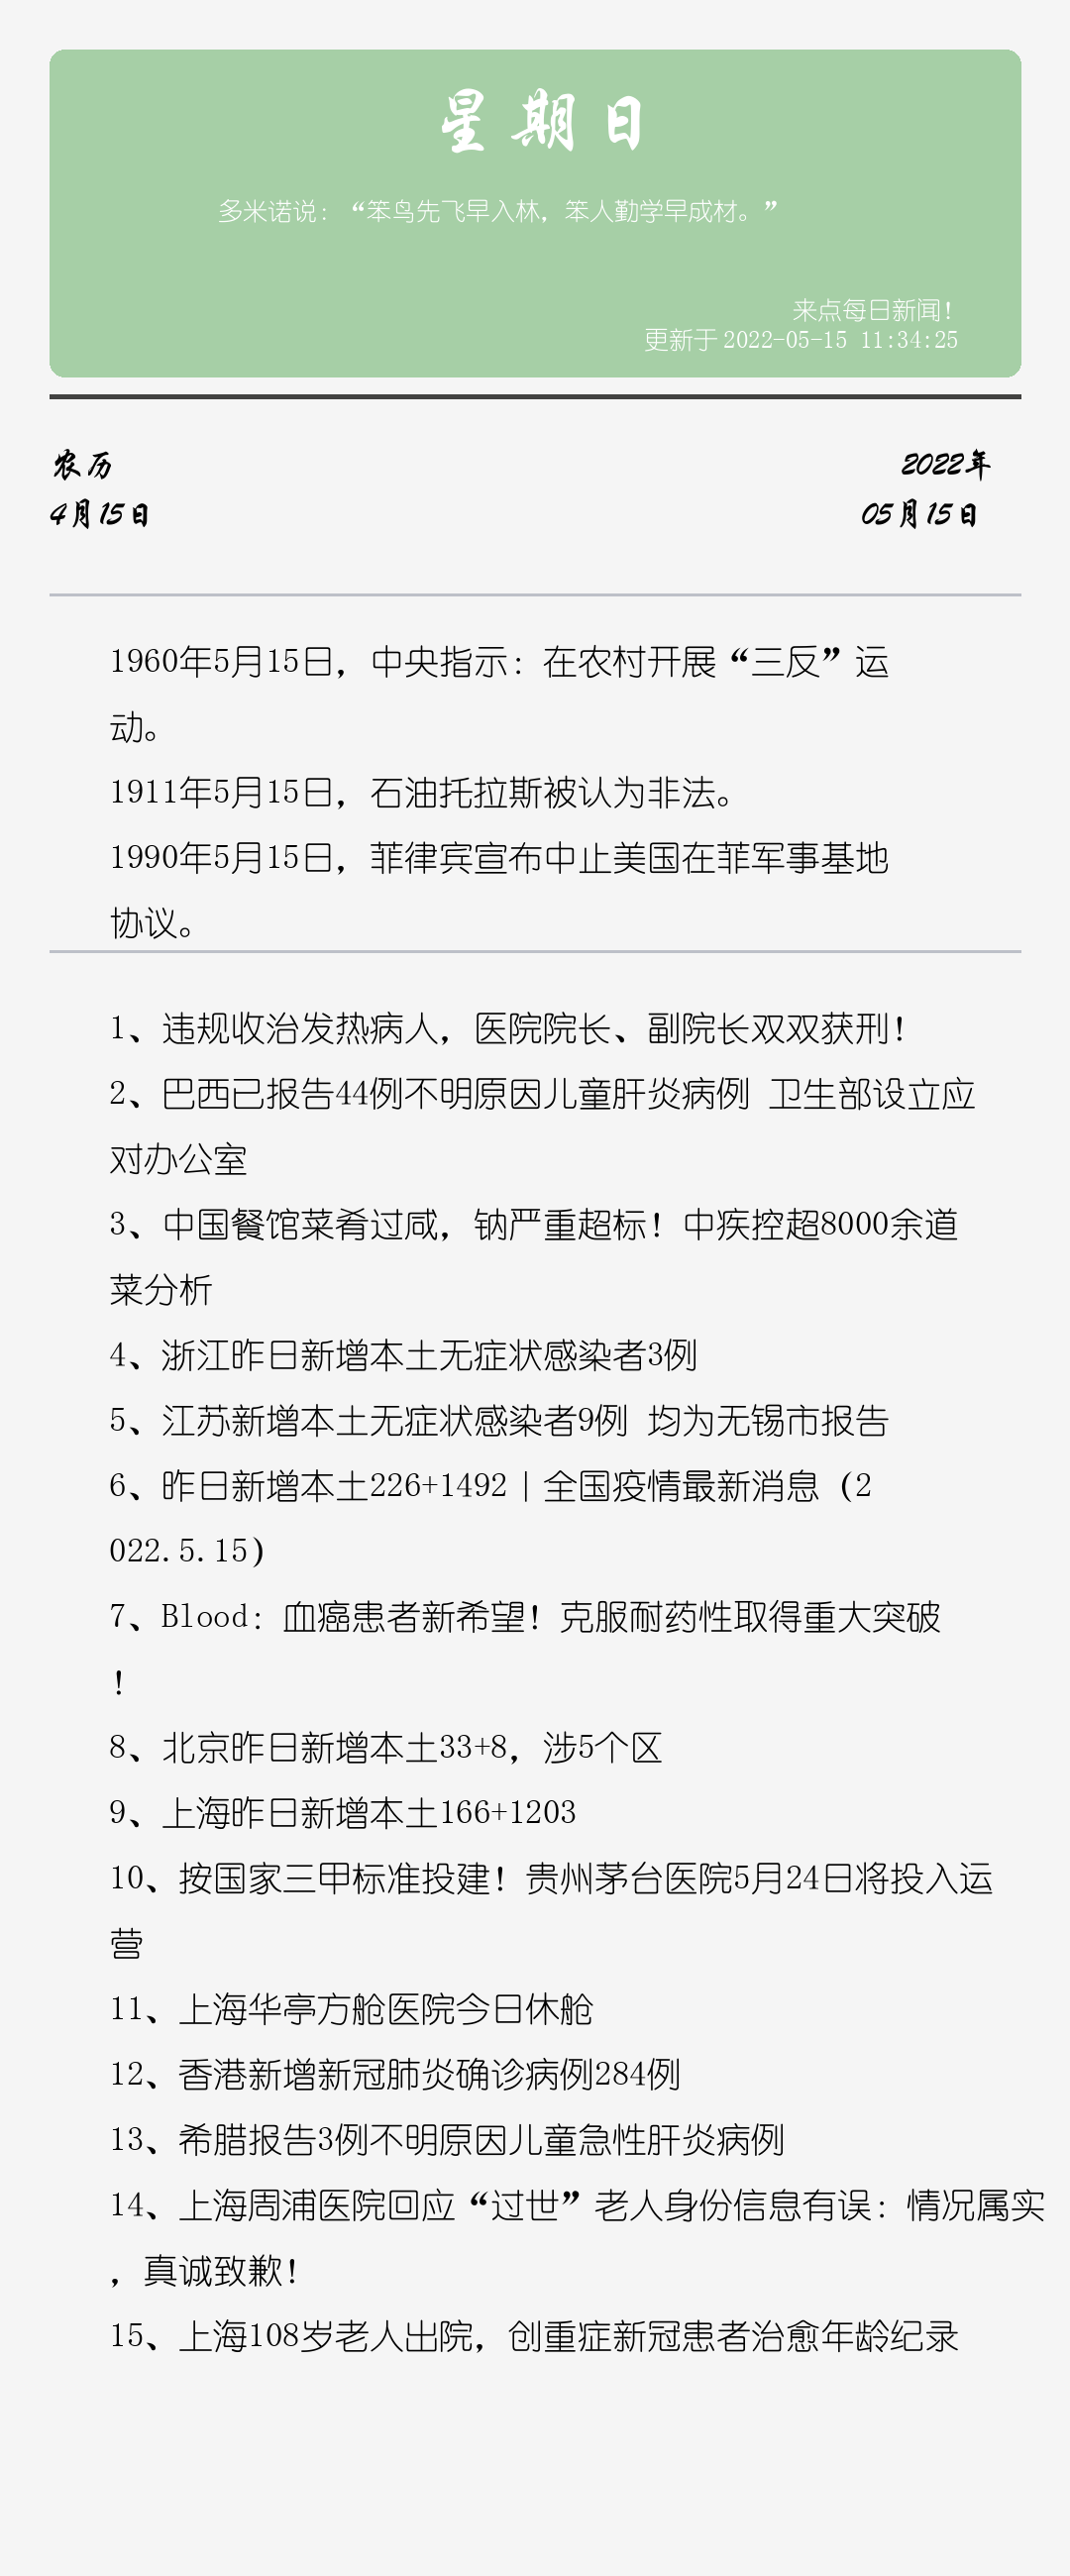 星期日
多米诺说：“笨鸟先飞早入林，笨人勤学早成材。”
来点每日新闻！
更新于 2022-05-15 11:34:25
农历
2022年
4月15日
05月15日
1960年5月15日，中央指示：在农村开展“三反”运
动。
1911年5月15日，石油托拉斯被认为非法。
1990年5月15日，菲律宾宣布中止美国在菲军事基地
协议。
1、违规收治发热病人，医院院长、副院长双双获刑！
2、巴西已报告44例不明原因儿童肝炎病例 卫生部设立应
对办公室
3、中国餐馆菜肴过咸，钠严重超标！中疾控超8000余道
菜分析
4、浙江昨日新增本土无症状感染者3例
5、江苏新增本土无症状感染者9例 均为无锡市报告
6、昨日新增本土226+1492｜全国疫情最新消息（2
022.5.15）
7、Blood：血癌患者新希望！克服耐药性取得重大突破
！
8、北京昨日新增本土33+8，涉5个区
9、上海昨日新增本土166+1203
10、按国家三甲标准投建！贵州茅台医院5月24日将投入运
营
11、上海华亭方舱医院今日休舱
12、香港新增新冠肺炎确诊病例284例
13、希腊报告3例不明原因儿童急性肝炎病例
14、上海周浦医院回应“过世”老人身份信息有误：情况属实
，真诚致歉！
15、上海108岁老人出院，创重症新冠患者治愈年龄纪录